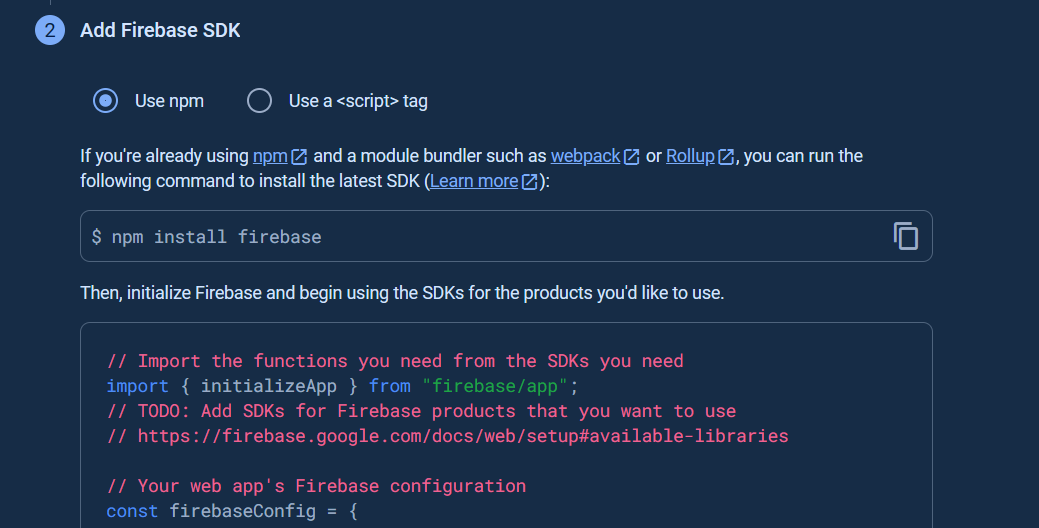 2
Add Firebase SDK
Use npm
Use a <script> tag
If you're already using npm and a module bundler such as webpack or Rollup, you can run the
following command to install the latest SDK (Learn more):
$ npm install firebase
Then, initialize Firebase and begin using the SDKs for the products you'd like to use.
// Import the functions you need from the SDKs you need
import { initializeApp } from "firebase/app";
// TODO: Add SDKs for Firebase products that you want to use
// https://firebase.google.com/docs/web/setup#available-libraries
// Your web app's Firebase configuration
const firebaseConfig = {